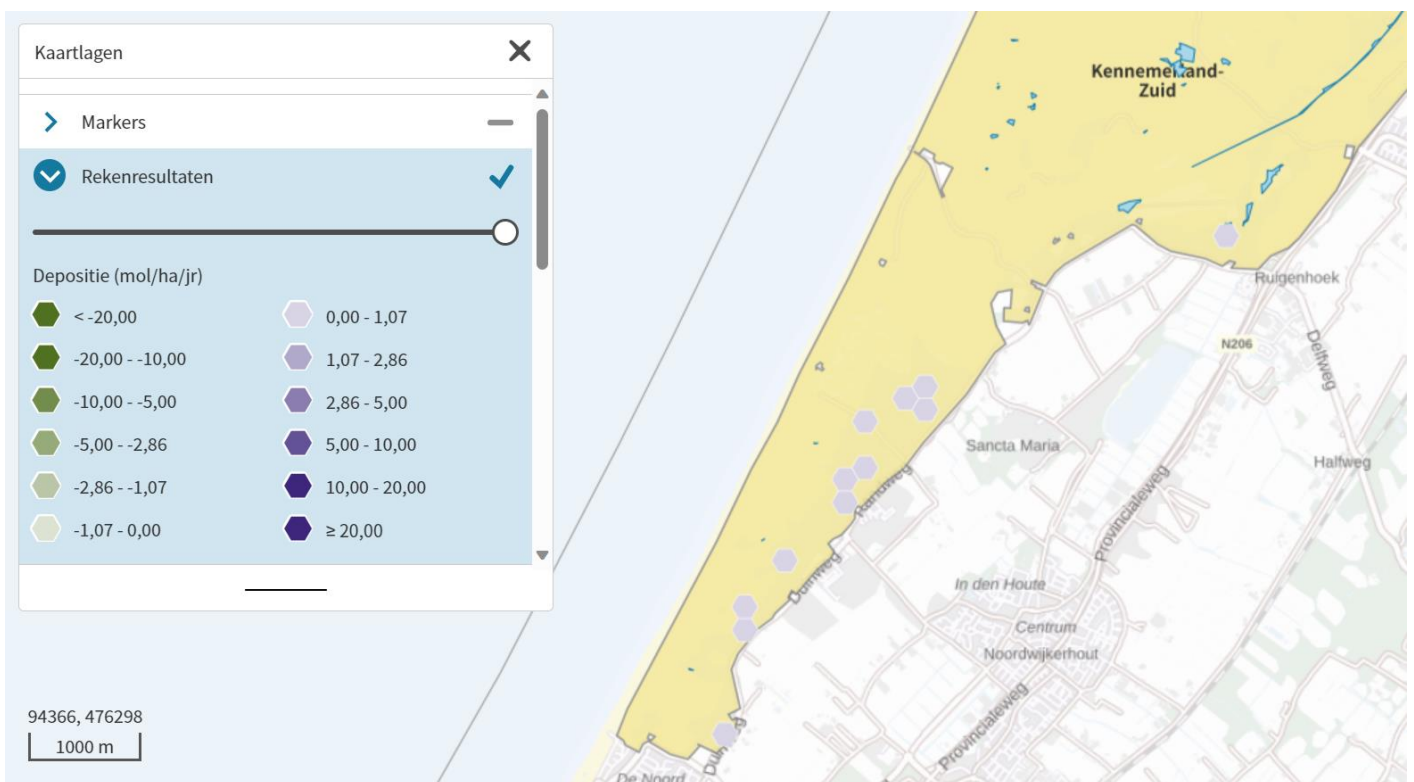 Kaartlagen
Markers
Rekenresultaten
Depositie (mol/ha/jr)
< -20,00
-20,00 - -10,00
-10,00 - -5,00
-5,00 - -2,86
-2,86 - -1,07
-1,07 - 0,00
0,00 - 1,07
1,07 - 2,86
2,86 - 5,00
5,00 - 10,00
10,00 - 20,00
≥ 20,00
94366, 476298
1000 m
Kennemerland-
Zuid
Ruigenhoek
N206
Delfweg
Sancta Maria
Halfweg
Randweg
Provincialeweg
Duinweg
In den Houte
Centrum
Noordwijkerhout
Provincialeweg
De Noord